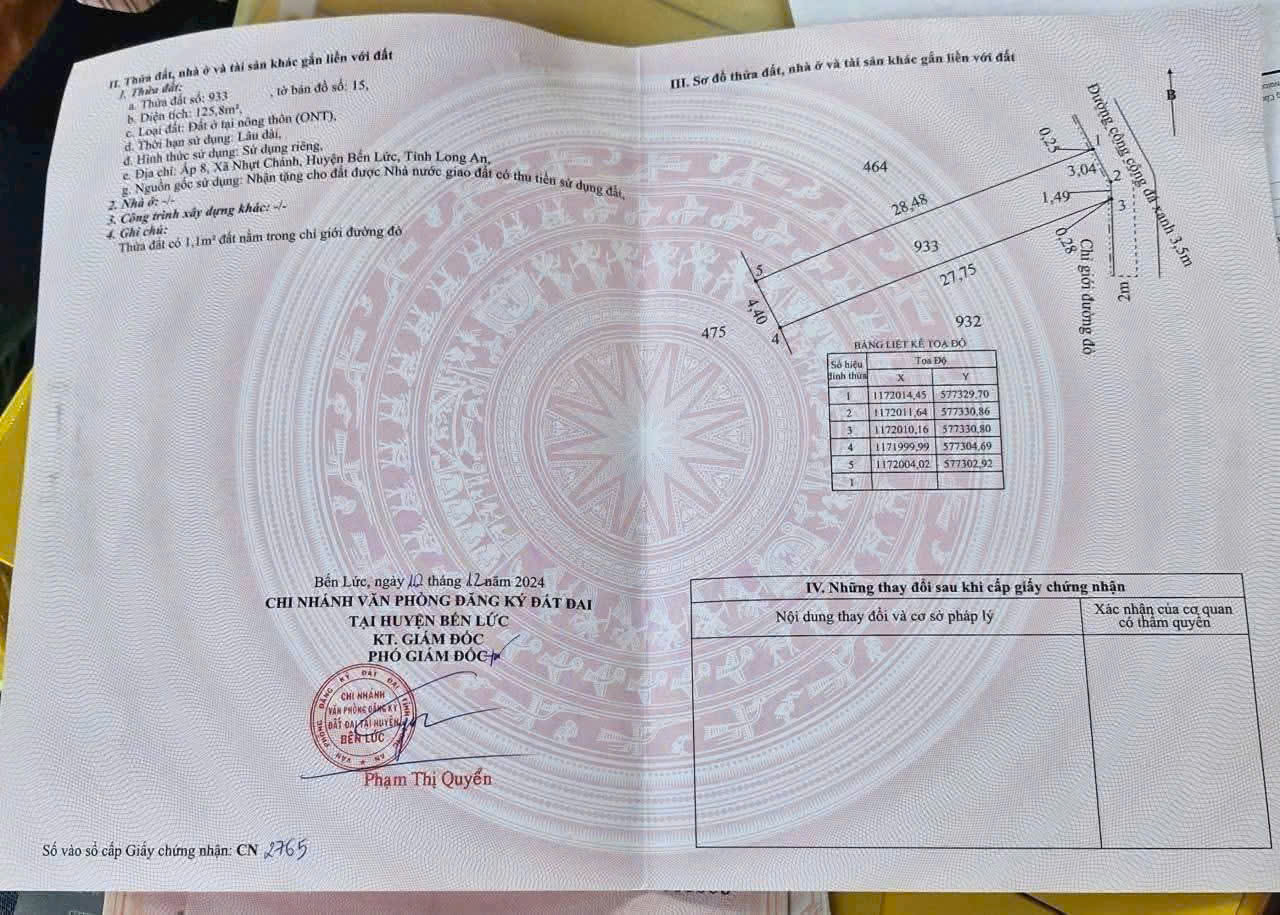 II. Thửa đất, nhà ở và tài sản khác gắn liền với đất
1. Thửa đất:
a. Thửa đất số: 933 , tờ bản đồ số: 15,
b. Diện tích: 125,8m²,
c. Loại đất: Đất ở tại nông thôn (ONT),
d. Thời hạn sử dụng: Lâu dài,
đ. Hình thức sử dụng: Sử dụng riêng,
e. Địa chỉ: Ấp 8, Xã Nhựt Chánh, Huyện Bến Lức, Tỉnh Long An,
g. Nguồn gốc sử dụng: Nhận tặng cho đất được Nhà nước giao đất có thu tiền sử dụng đất,
2. Nhà ở: -/-
3. Công trình xây dựng khác: -/-
4. Ghi chú:
Thửa đất có 1,1m² đất nằm trong chỉ giới đường đỏ
Bến Lức, ngày 10 tháng 12 năm 2024
CHI NHÁNH VĂN PHÒNG ĐĂNG KÝ ĐẤT ĐAI
TẠI HUYỆN BẾN LỨC
KT. GIÁM ĐỐC
PHÓ GIÁM ĐỐC
CHI NHÁNH
VĂN PHÒNG ĐĂNG KÝ
ĐẤT ĐAI TẠI HUYỆN
BẾN LỨC
Phạm Thị Quyển
Số vào sổ cấp Giấy chứng nhận: CN 2765
III. Sơ đồ thửa đất, nhà ở và tài sản khác gắn liền với đất
B
Đường công cộng đá xanh 3,5m
0,25
1
3,04
2
1,49
3
0,28
Chỉ giới đường đỏ
2m
464
28,48
933
27,75
5
4,40
4
475
932
BẢNG LIỆT KÊ TỌA ĐỘ
Số hiệu đỉnh thửa Tọa Độ
X Y
1 1172014,45 577329,70
2 1172011,64 577330,86
3 1172010,16 577330,80
4 1171999,99 577304,69
5 1172004,02 577302,92
1
IV. Những thay đổi sau khi cấp giấy chứng nhận
Nội dung thay đổi và cơ sở pháp lý
Xác nhận của cơ quan
có thẩm quyền